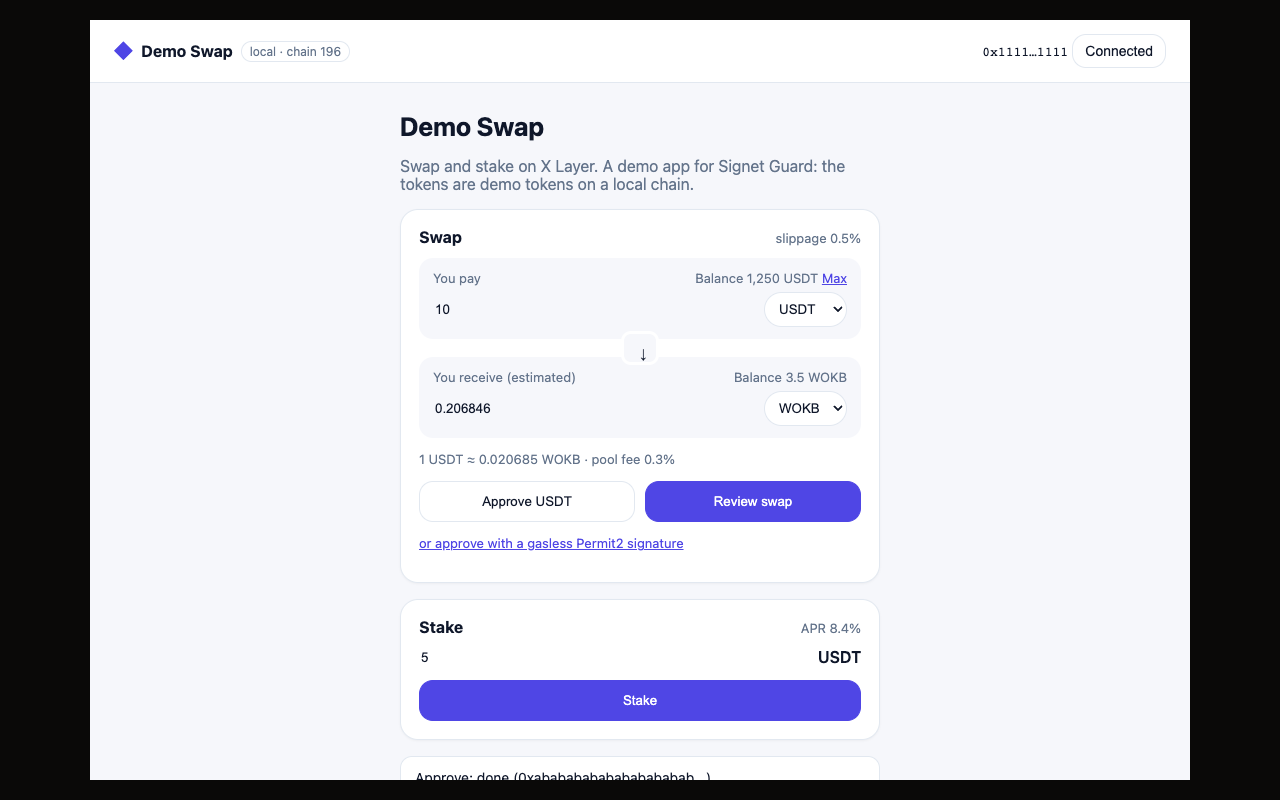 Demo Swap local · chain 196 0x1111…1111 Connected
Demo Swap
Swap and stake on X Layer. A demo app for Signet Guard: the
tokens are demo tokens on a local chain.
Swap slippage 0.5%
You pay Balance 1,250 USDT Max
10 USDT
↓
You receive (estimated) Balance 3.5 WOKB
0.206846 WOKB
1 USDT ≈ 0.020685 WOKB · pool fee 0.3%
Approve USDT Review swap
or approve with a gasless Permit2 signature
Stake APR 8.4%
5 USDT
Stake
Approve: done (0xabababababababababab…)